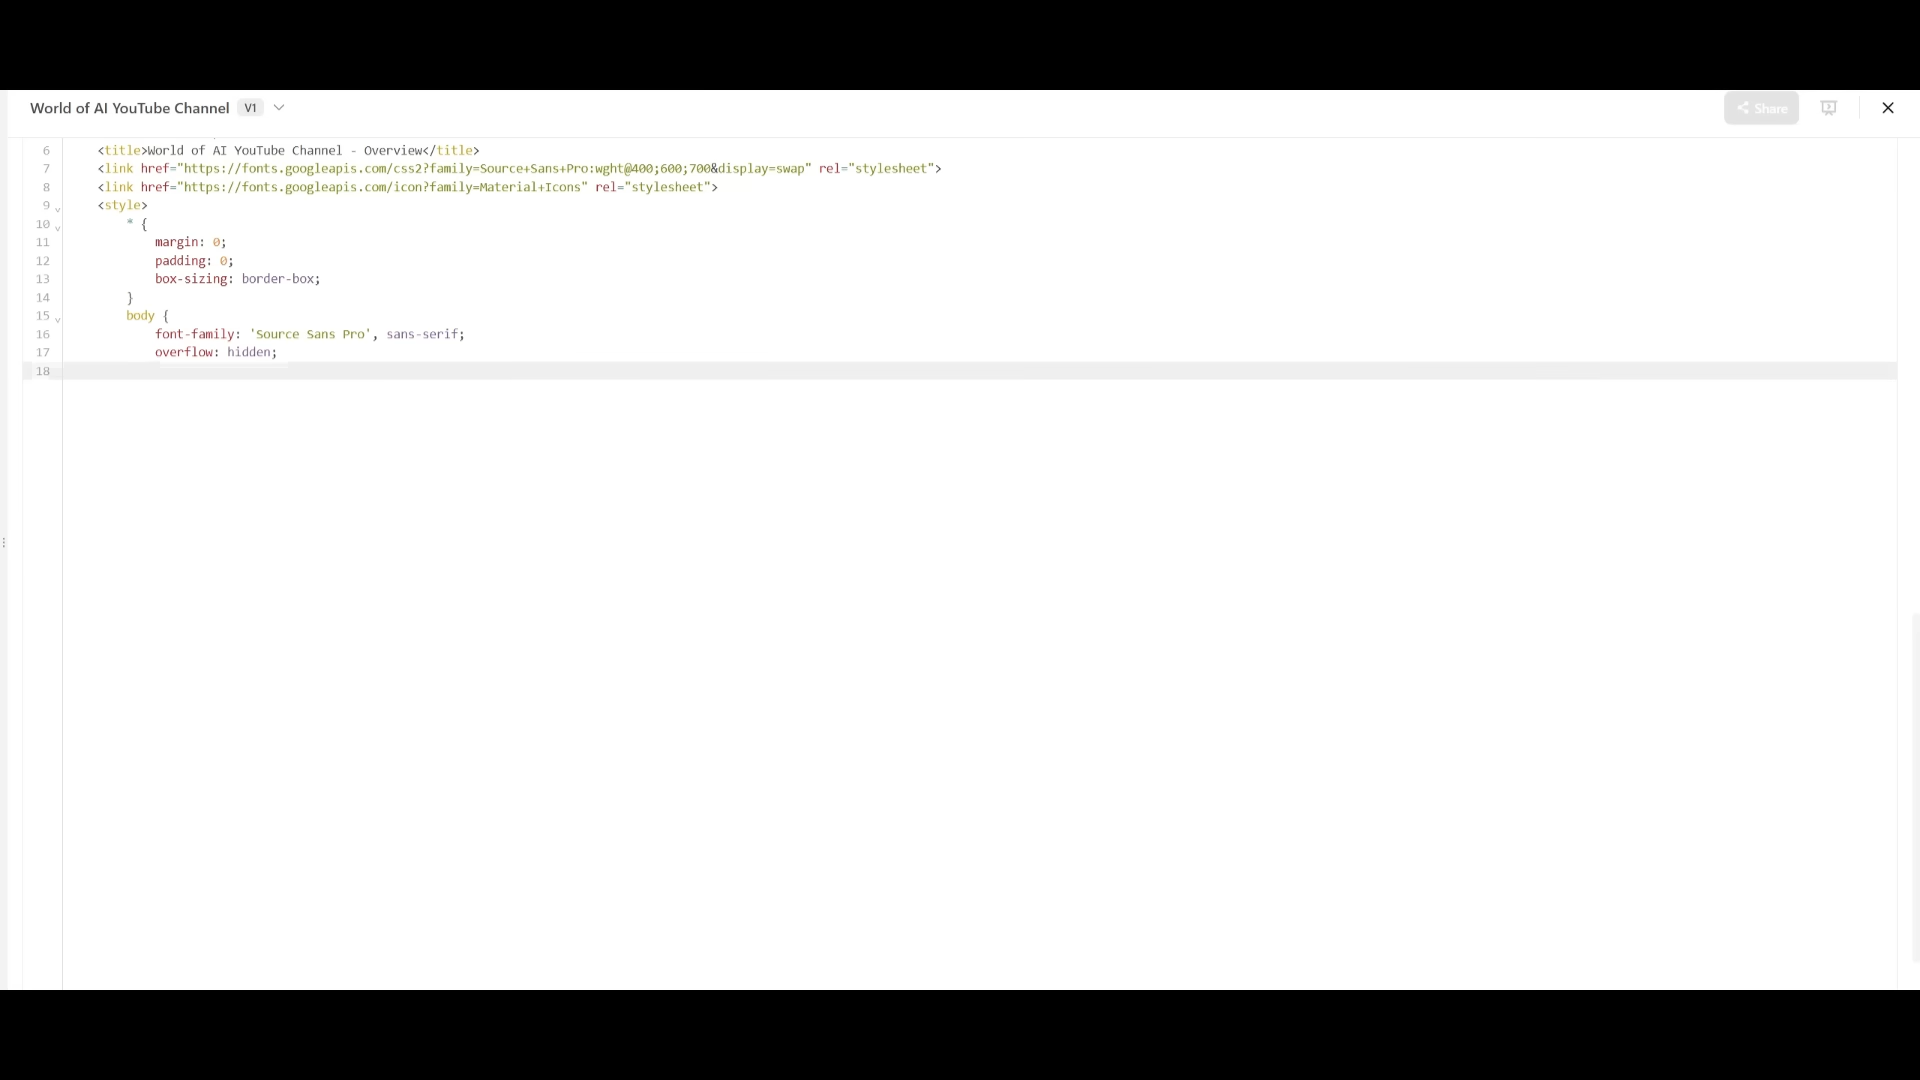 World of AI YouTube Channel V1 Share
6 <title>World of AI YouTube Channel - Overview</title>
7 <link href="https://fonts.googleapis.com/css2?family=Source+Sans+Pro:wght@400;600;700&display=swap" rel="stylesheet">
8 <link href="https://fonts.googleapis.com/icon?family=Material+Icons" rel="stylesheet">
9 <style>
10 * {
11 margin: 0;
12 padding: 0;
13 box-sizing: border-box;
14 }
15 body {
16 font-family: 'Source Sans Pro', sans-serif;
17 overflow: hidden;
18